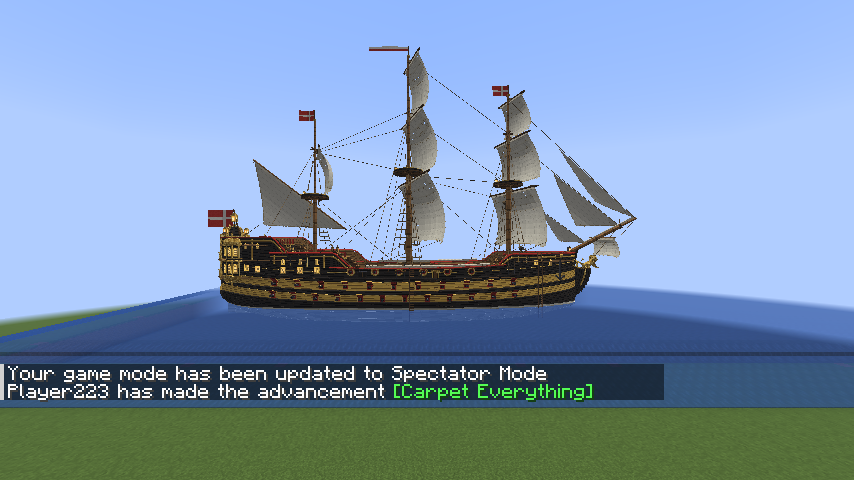 Your game mode has been updated to Spectator Mode
Player223 has made the advancement [Carpet Everything]